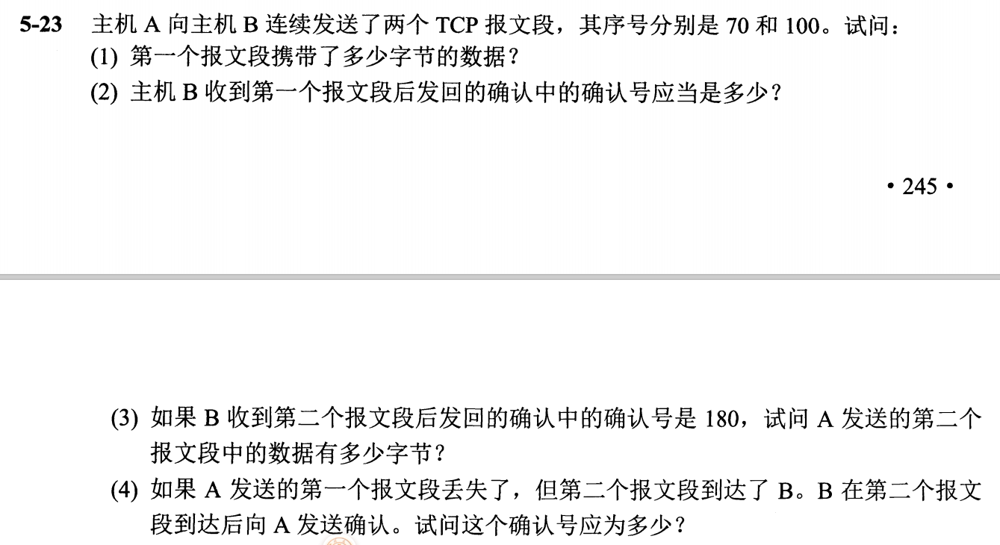 5-23 主机 A 向主机 B 连续发送了两个 TCP 报文段，其序号分别是 70 和 100。试问：
(1) 第一个报文段携带了多少字节的数据？
(2) 主机 B 收到第一个报文段后发回的确认中的确认号应当是多少？
• 245 •
(3) 如果 B 收到第二个报文段后发回的确认中的确认号是 180，试问 A 发送的第二个
报文段中的数据有多少字节？
(4) 如果 A 发送的第一个报文段丢失了，但第二个报文段到达了 B。B 在第二个报文
段到达后向 A 发送确认。试问这个确认号应为多少？